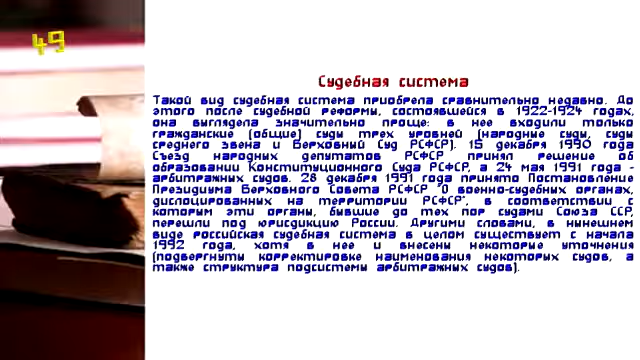 49
Судебная система
Такой вид судебная система приобрела сравнительно недавно. До
этого после судебной реформы, состоявшейся в 1922-1924 годах,
она выглядела значительно проще: в нее входили только
гражданские (общие) суды трех уровней (народные суды, суды
среднего звена и Верховный Суд РСФСР). 15 декабря 1990 года
Съезд народных депутатов РСФСР принял решение об
образовании Конституционного Суда РСФСР, а 24 мая 1991 года -
арбитражных судов. 28 декабря 1991 года принято Постановление
Президиума Верховного Совета РСФСР "О военно-судебных органах,
дислоцированных на территории РСФСР", в соответствии с
которым эти органы, бывшие до тех пор судами Союза ССР,
перешли под юрисдикцию России. Другими словами, в нынешнем
виде российская судебная система в целом существует с начала
1992 года, хотя в нее и внесены некоторые уточнения
(подвергнуты корректировке наименования некоторых судов, а
также структура подсистемы арбитражных судов).